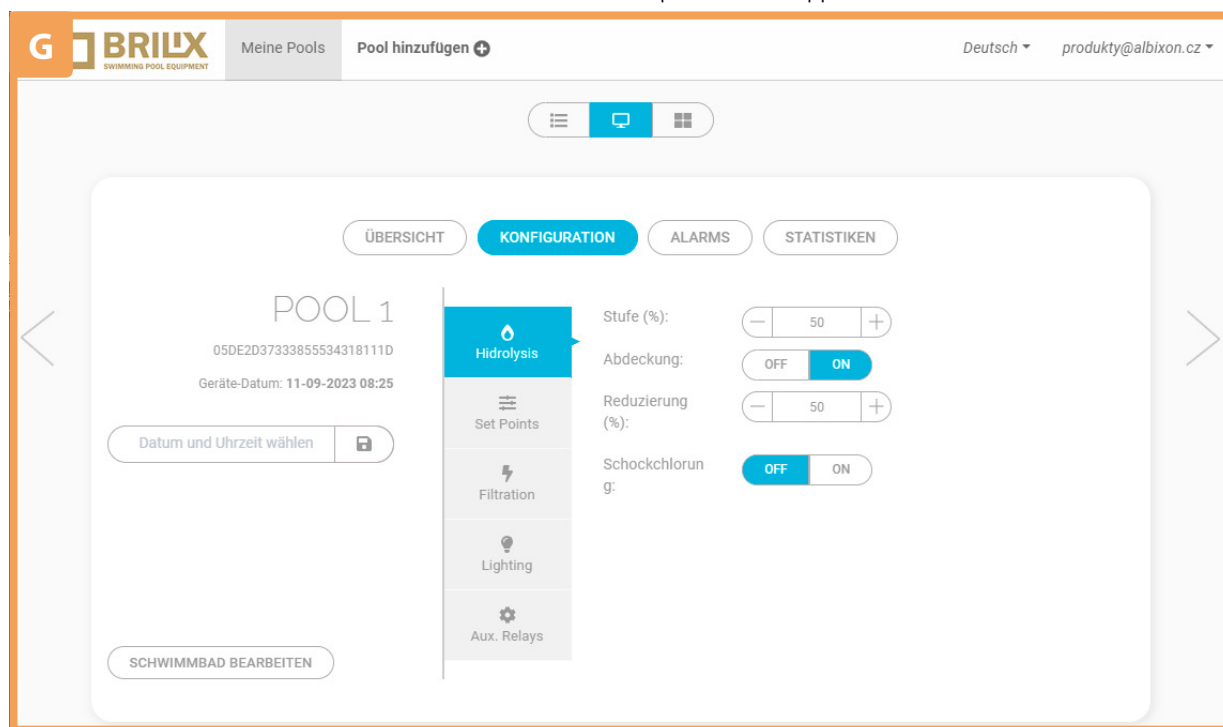 G
BRILIX
SWIMMING POOL EQUIPMENT
Meine Pools
Pool hinzufügen
Deutsch
produkty@albixon.cz
ÜBERSICHT
KONFIGURATION
ALARMS
STATISTIKEN
POOL 1
05DE2D37333855534318111D
Geräte-Datum: 11-09-2023 08:25
Datum und Uhrzeit wählen
SCHWIMMBAD BEARBEITEN
Hidrolysis
Set Points
Filtration
Lighting
Aux. Relays
Stufe (%):
50
Abdeckung:
OFF ON
Reduzierung
(%):
50
Schockchlorun
g:
OFF ON